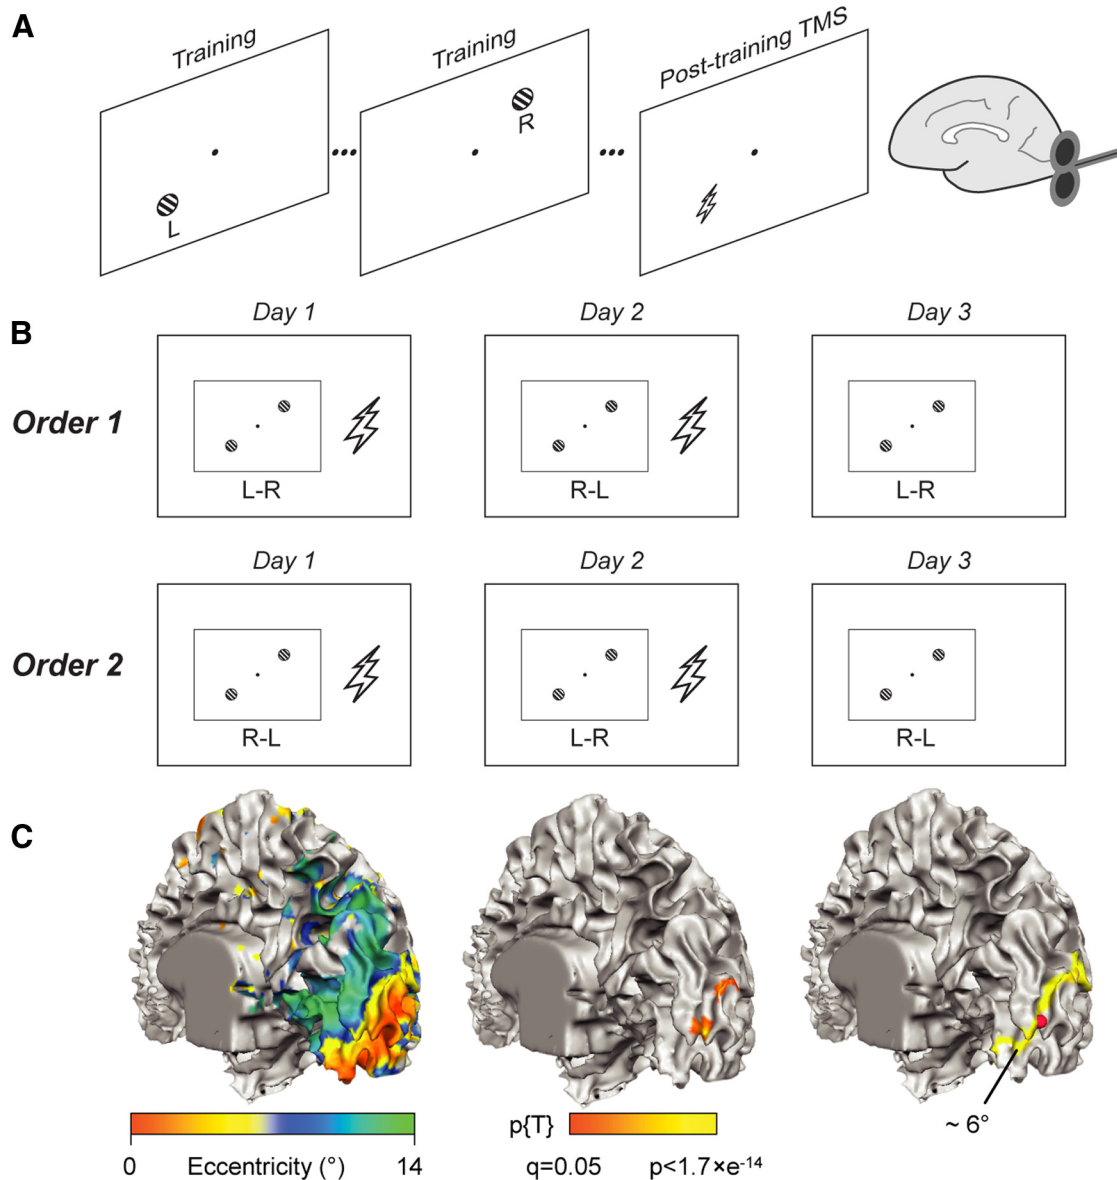 A
Training
Training
Post-training TMS
L
R
B
Day 1
Day 2
Day 3
Order 1
L-R
R-L
L-R
Day 1
Day 2
Day 3
Order 2
R-L
L-R
R-L
C
~ 6°
p{T}
0 Eccentricity (°) 14
q=0.05 p<1.7×e-14